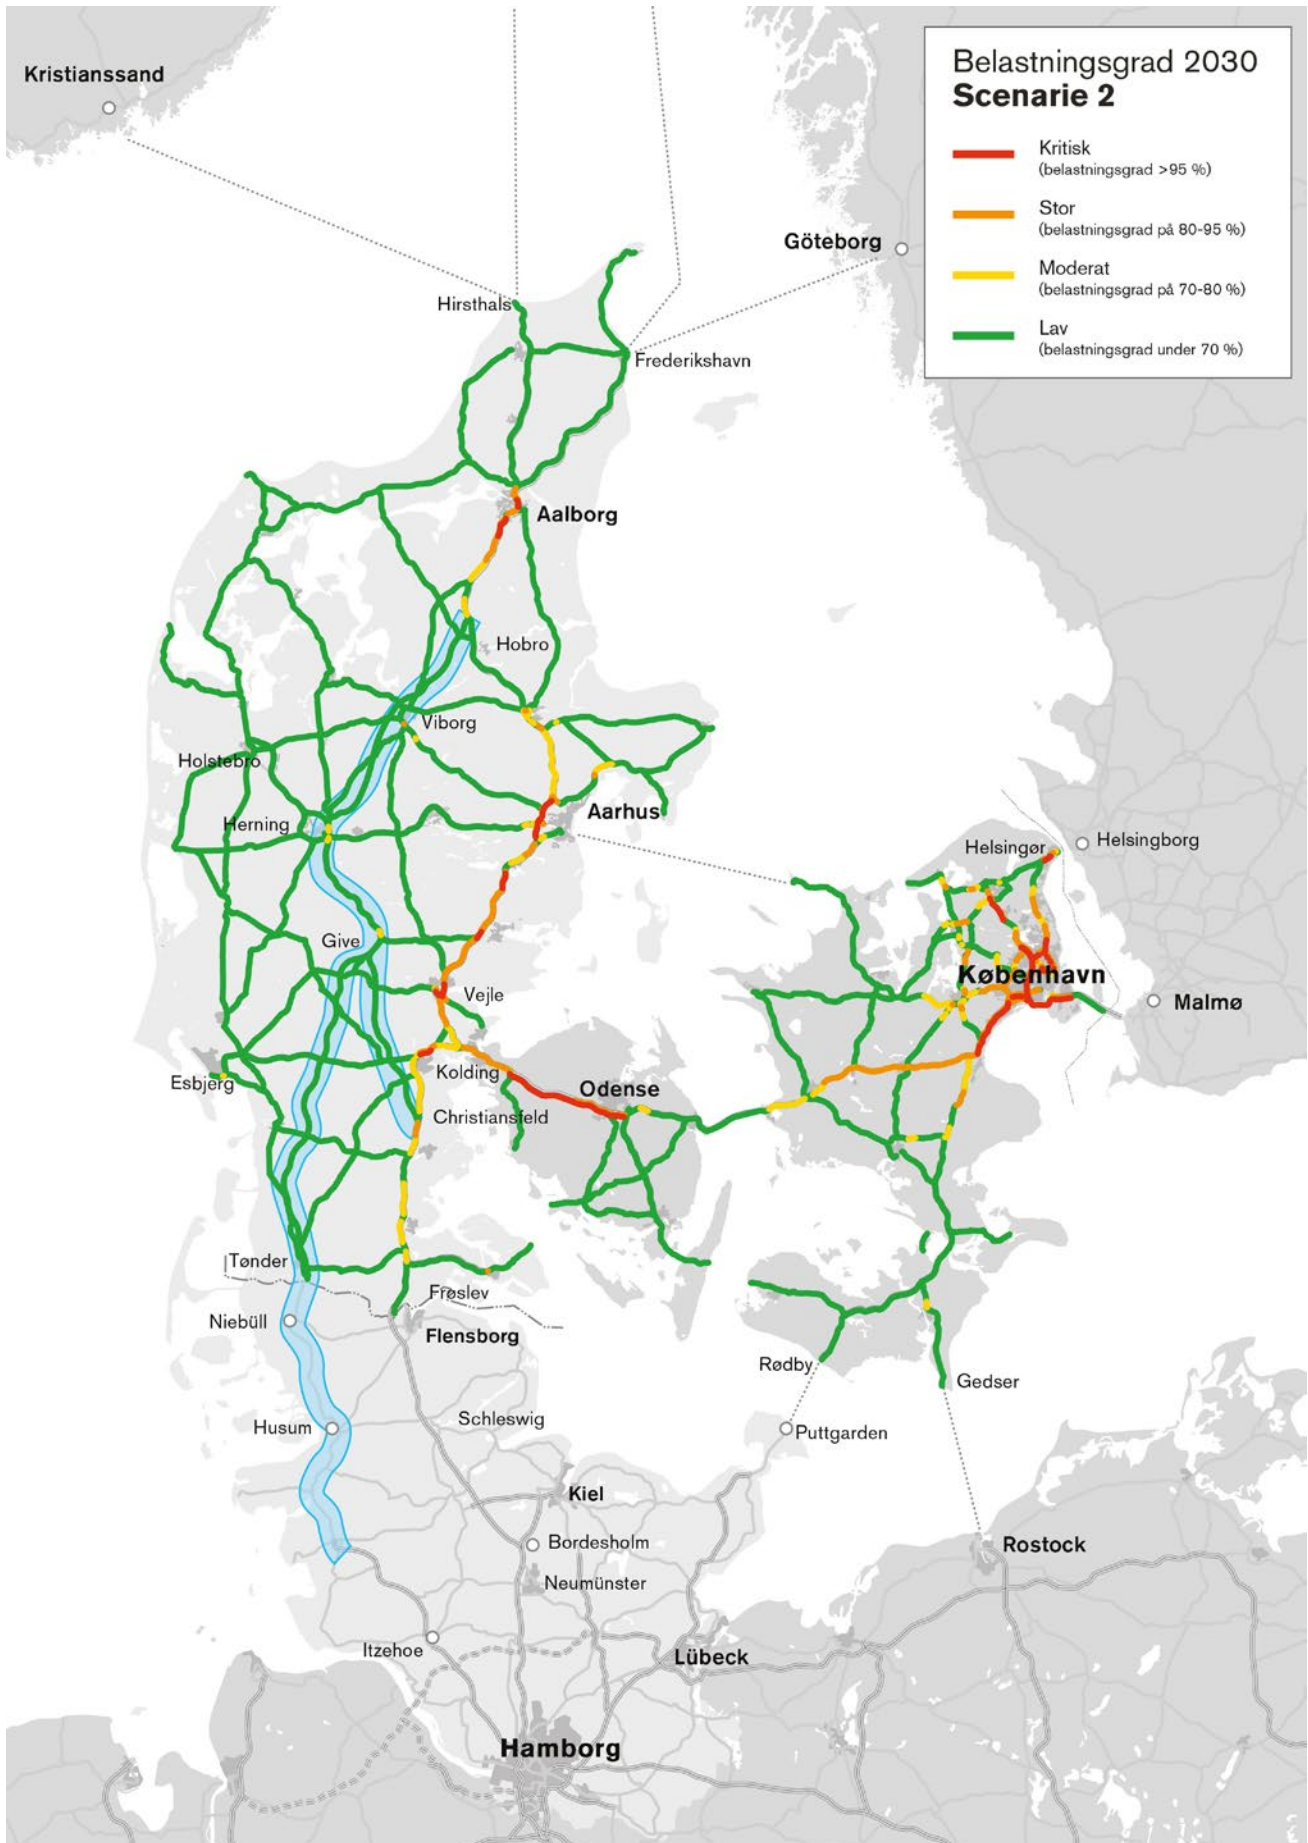 Belastningsgrad 2030
Scenarie 2
Kritisk
(belastningsgrad >95 %)
Stor
(belastningsgrad på 80-95 %)
Moderat
(belastningsgrad på 70-80 %)
Lav
(belastningsgrad under 70 %)
Kristianssand
Göteborg
Hirsthals
Frederikshavn
Aalborg
Hobro
Viborg
Holstebro
Aarhus
Herning
Helsingør
Helsingborg
Give
København
Vejle
Malmø
Kolding
Esbjerg
Odense
Christiansfeld
Tønder
Frøslev
Niebüll
Flensborg
Rødby
Gedser
Schleswig
Husum
Puttgarden
Kiel
Bordesholm
Rostock
Neumünster
Itzehoe
Lübeck
Hamborg